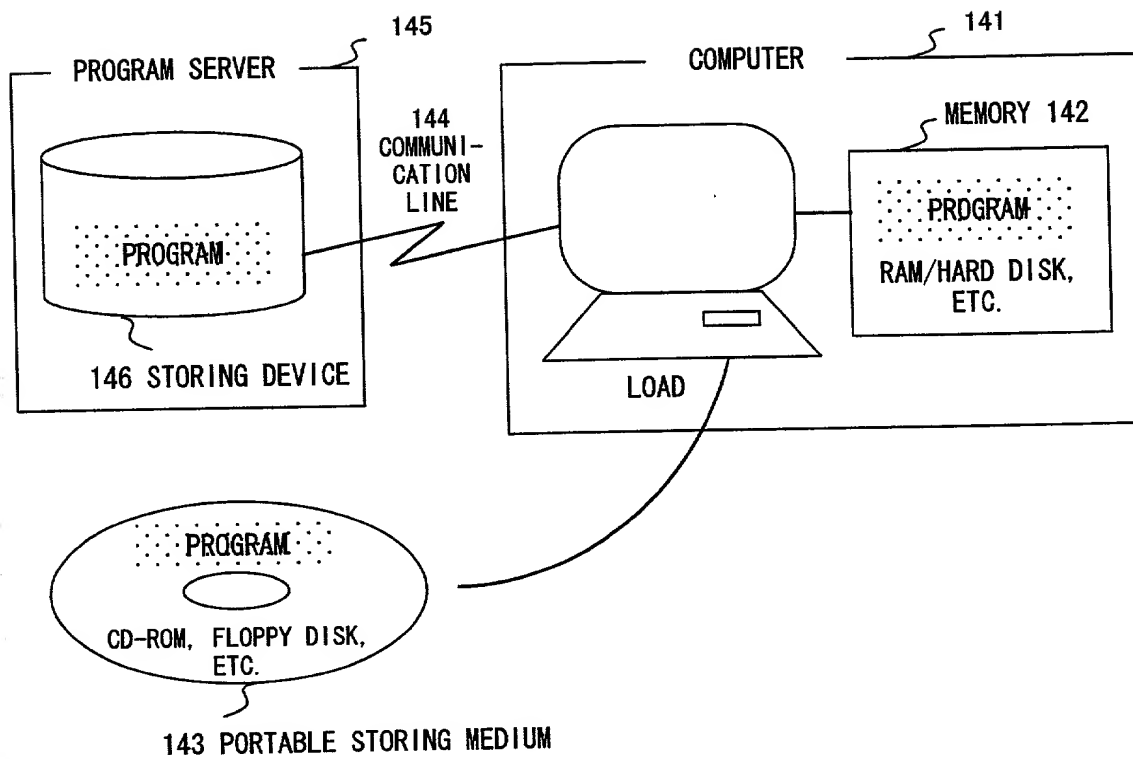 145
PROGRAM SERVER
144
COMMUNI-
CATION
LINE
PROGRAM
146 STORING DEVICE
141
COMPUTER
MEMORY 142
PROGRAM
RAM/HARD DISK,
ETC.
LOAD
PROGRAM
CD-ROM, FLOPPY DISK,
ETC.
143 PORTABLE STORING MEDIUM